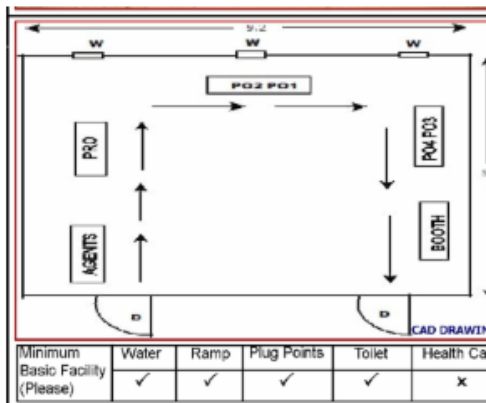 9.2
W W W
PO2 PO1
PRO
PO4 PO3
AGENTS
BOOTH
D D
CAD DRAWIN
Minimum Basic Facility (Please) Water Ramp Plug Points Toilet Health Ca
✓ ✓ ✓ ✓ x